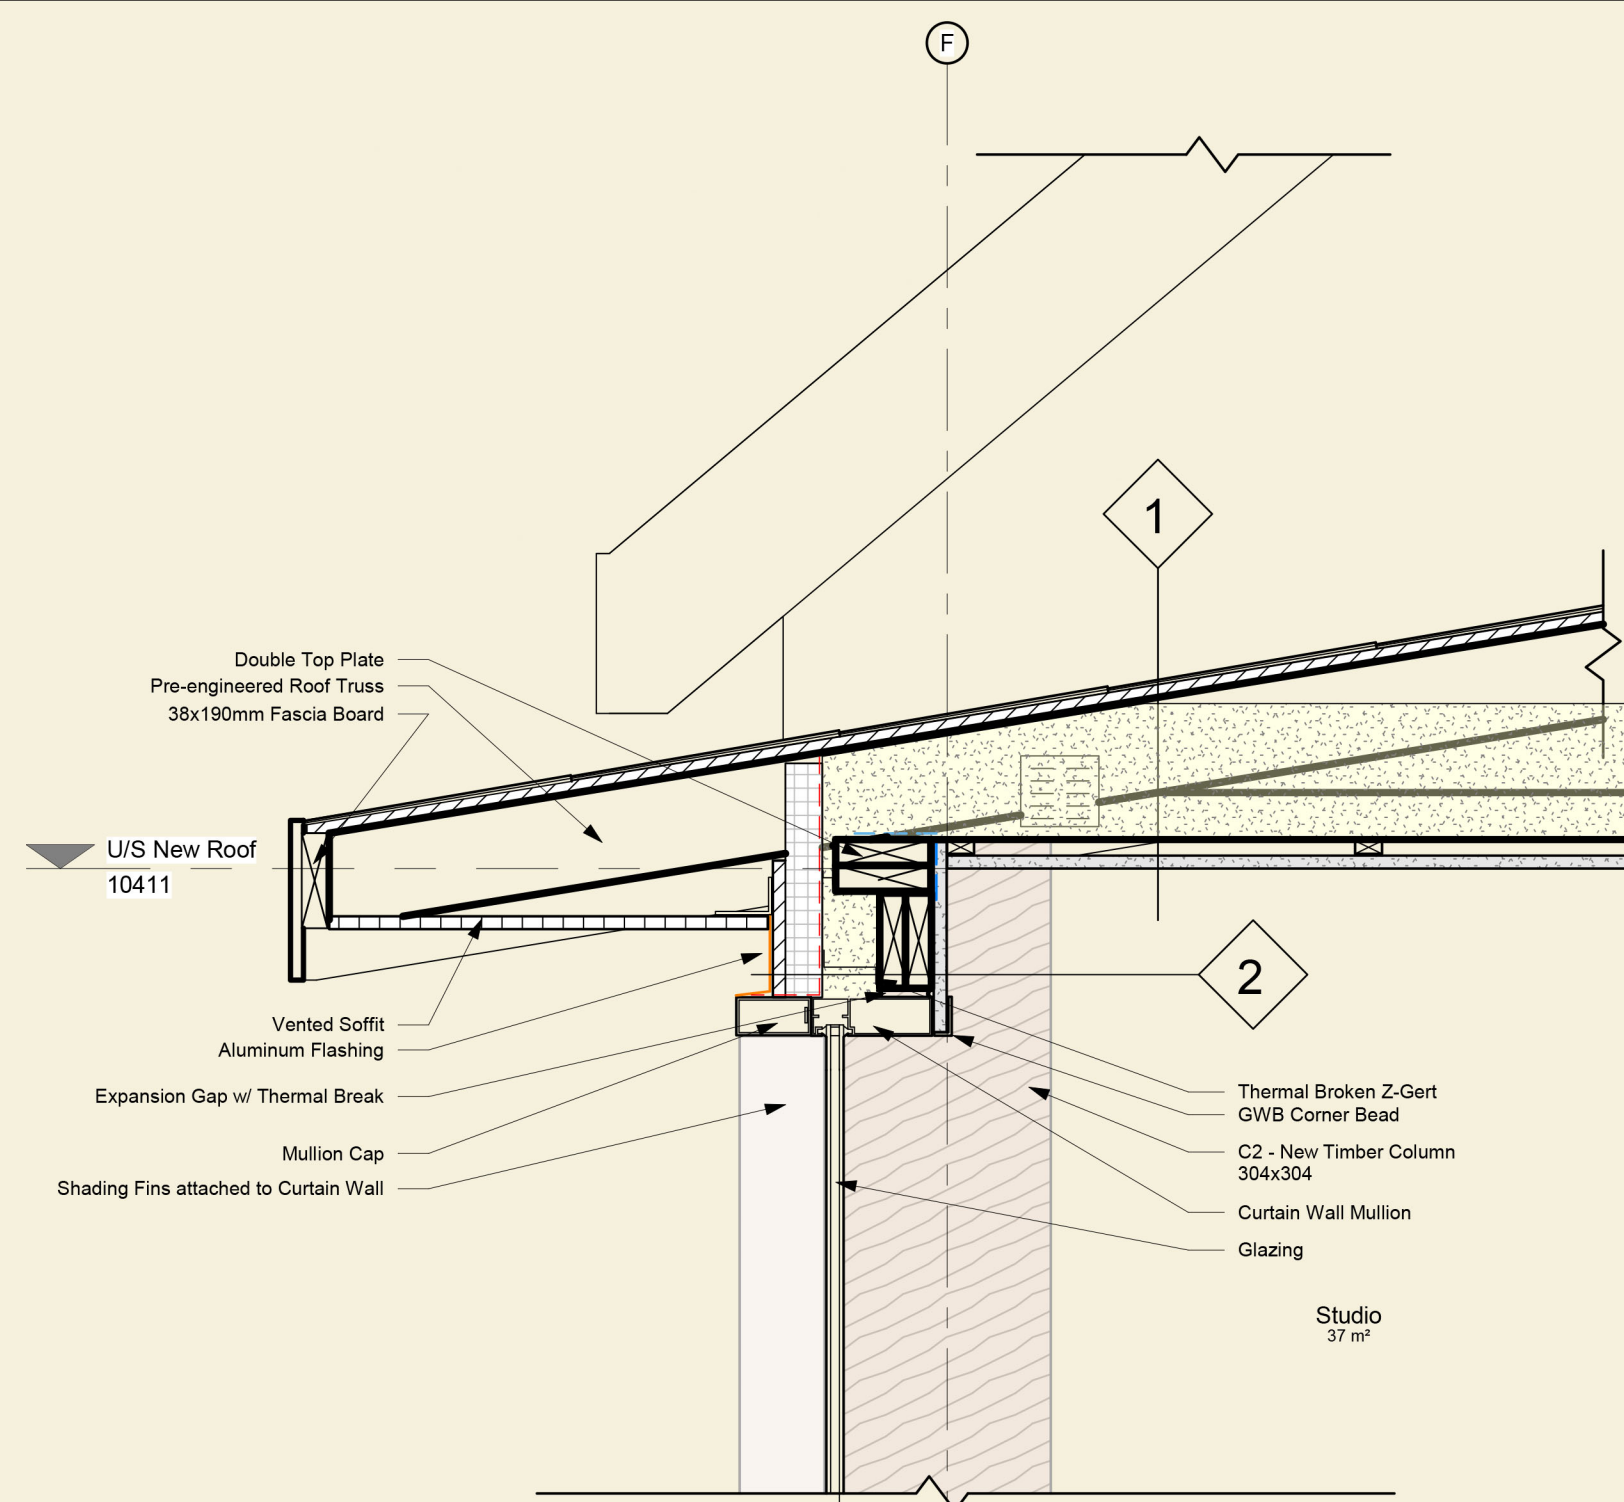 F
1
Double Top Plate
Pre-engineered Roof Truss
38x190mm Fascia Board
U/S New Roof
10411
2
Vented Soffit
Aluminum Flashing
Expansion Gap w/ Thermal Break
Mullion Cap
Shading Fins attached to Curtain Wall
Thermal Broken Z-Gert
GWB Corner Bead
C2 - New Timber Column
304x304
Curtain Wall Mullion
Glazing
Studio
37 m²